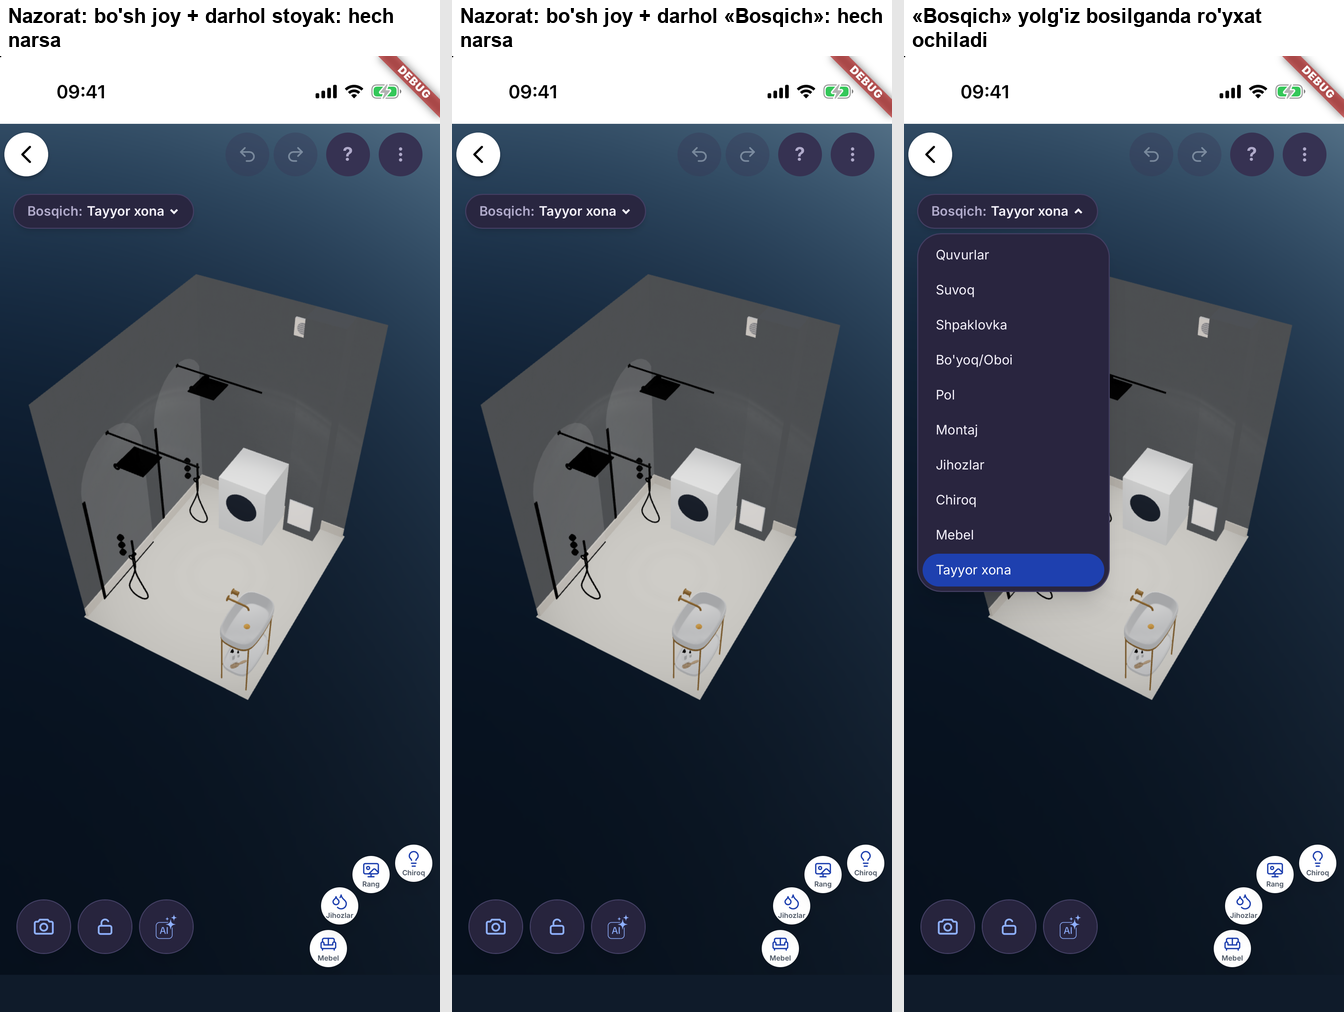 Nazorat: bo'sh joy + darhol stoyak: hech
narsa
DEBUG
09:41
?
Bosqich: Tayyor xona
Chiroq
Rang
Jihozlar
AI
Mebel
Nazorat: bo'sh joy + darhol «Bosqich»: hech
narsa
DEBUG
09:41
?
Bosqich: Tayyor xona
Chiroq
Rang
Jihozlar
AI
Mebel
«Bosqich» yolg'iz bosilganda ro'yxat
ochiladi
DEBUG
09:41
?
Bosqich: Tayyor xona
Quvurlar
Suvoq
Shpaklovka
Bo'yoq/Oboi
Pol
Montaj
Jihozlar
Chiroq
Mebel
Tayyor xona
Chiroq
Rang
Jihozlar
AI
Mebel